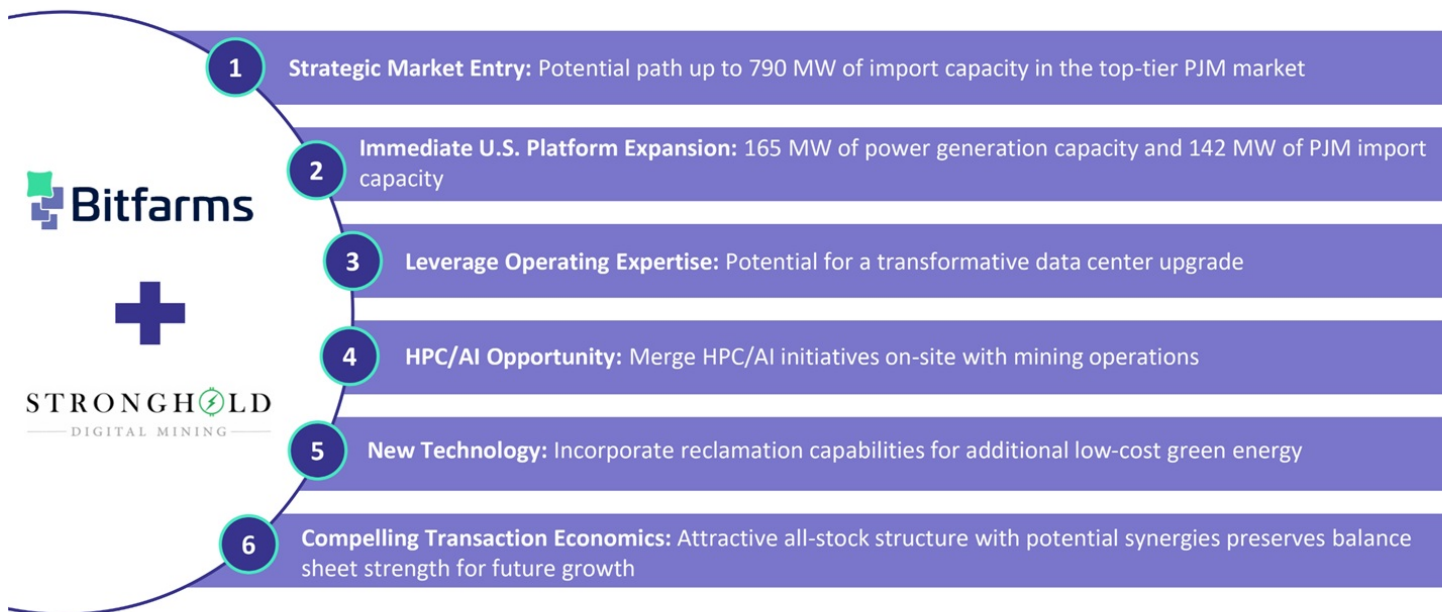 1
Strategic Market Entry: Potential path up to 790 MW of import capacity in the top-tier PJM market
2
Immediate U.S. Platform Expansion: 165 MW of power generation capacity and 142 MW of PJM import
capacity
Bitfarms
3
Leverage Operating Expertise: Potential for a transformative data center upgrade
4
HPC/AI Opportunity: Merge HPC/AI initiatives on-site with mining operations
STRONGHOLD
DIGITAL MINING
5
New Technology: Incorporate reclamation capabilities for additional low-cost green energy
6
Compelling Transaction Economics: Attractive all-stock structure with potential synergies preserves balance
sheet strength for future growth